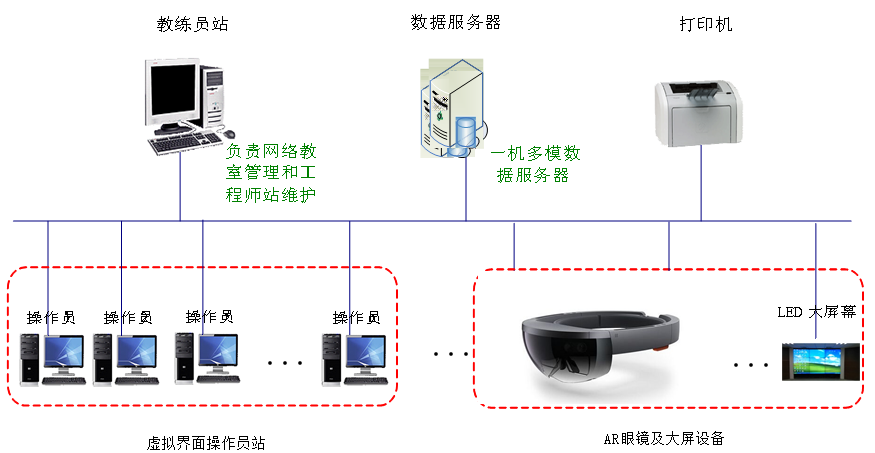 教练员站
数据服务器
打印机
负责网络教
室管理和工
程师站维护
一机多模数
据服务器
操作员
操作员
操作员
操作员
LED 大屏幕
...
...
...
虚拟界面操作员站
AR眼镜及大屏设备